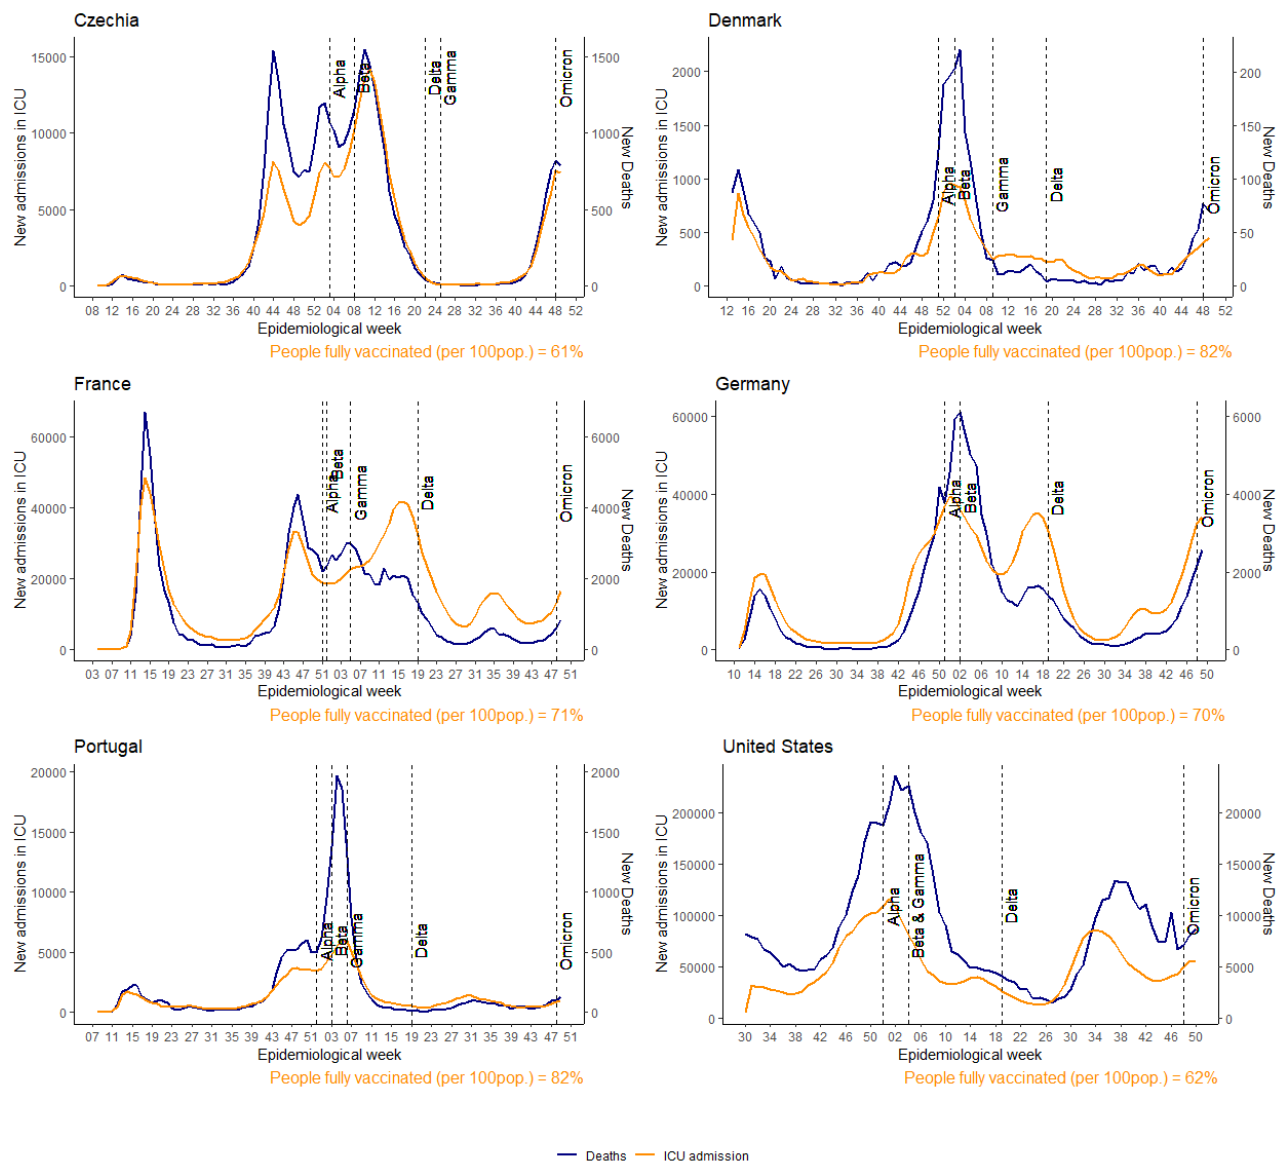 Czechia
New admissions in ICU
15000
10000
5000
0
Alpha
Beta
Delta
Gamma
Omicron
1500
1000
500
0
New Deaths
08 12 16 20 24 28 32 36 40 44 48 52 04 08 12 16 20 24 28 32 36 40 44 48 52
Epidemiological week
People fully vaccinated (per 100pop.) = 61%
Denmark
New admissions in ICU
2000
1500
1000
500
0
Alpha
Beta
Gamma
Delta
Omicron
200
150
100
50
0
New Deaths
12 16 20 24 28 32 36 40 44 48 52 04 08 12 16 20 24 28 32 36 40 44 48 52
Epidemiological week
People fully vaccinated (per 100pop.) = 82%
France
New admissions in ICU
60000
40000
20000
0
Alpha
Beta
Gamma
Delta
Omicron
6000
4000
2000
0
New Deaths
03 07 11 15 19 23 27 31 35 39 43 47 51 03 07 11 15 19 23 27 31 35 39 43 47 51
Epidemiological week
People fully vaccinated (per 100pop.) = 71%
Germany
New admissions in ICU
60000
40000
20000
0
Alpha
Beta
Delta
Omicron
6000
4000
2000
0
New Deaths
10 14 18 22 26 30 34 38 42 46 50 02 06 10 14 18 22 26 30 34 38 42 46 50
Epidemiological week
People fully vaccinated (per 100pop.) = 70%
Portugal
New admissions in ICU
20000
15000
10000
5000
0
Alpha
Beta
Gamma
Delta
Omicron
2000
1500
1000
500
0
New Deaths
07 11 15 19 23 27 31 35 39 43 47 51 03 07 11 15 19 23 27 31 35 39 43 47 51
Epidemiological week
People fully vaccinated (per 100pop.) = 82%
United States
New admissions in ICU
200000
150000
100000
50000
0
Alpha
Beta & Gamma
Delta
Omicron
20000
15000
10000
5000
0
New Deaths
30 34 38 42 46 50 02 06 10 14 18 22 26 30 34 38 42 46 50
Epidemiological week
People fully vaccinated (per 100pop.) = 62%
Deaths
ICU admission